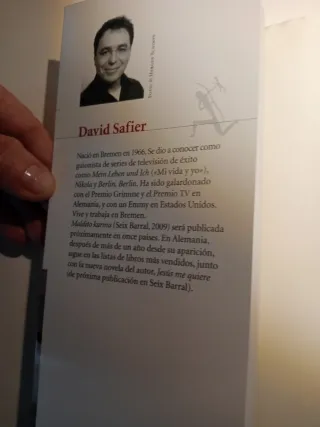 David Safier
Nació en Bremen en 1966. Se dio a conocer como
guionista de series de televisión de éxito
como Mein Leben und Ich («Mi vida y yo»),
Nikola y Berlin, Berlin. Ha sido galardonado
con el Premio Grimme y el Premio TV en
Alemania, y con un Emmy en Estados Unidos.
Vive y trabaja en Bremen.
Maldito karma (Seix Barral, 2009) será publicada
próximamente en once países. En Alemania,
después de más de un año desde su aparición,
sigue en las listas de libros más vendidos, junto
con la nueva novela del autor, Jesús me quiere
(de próxima publicación en Seix Barral).